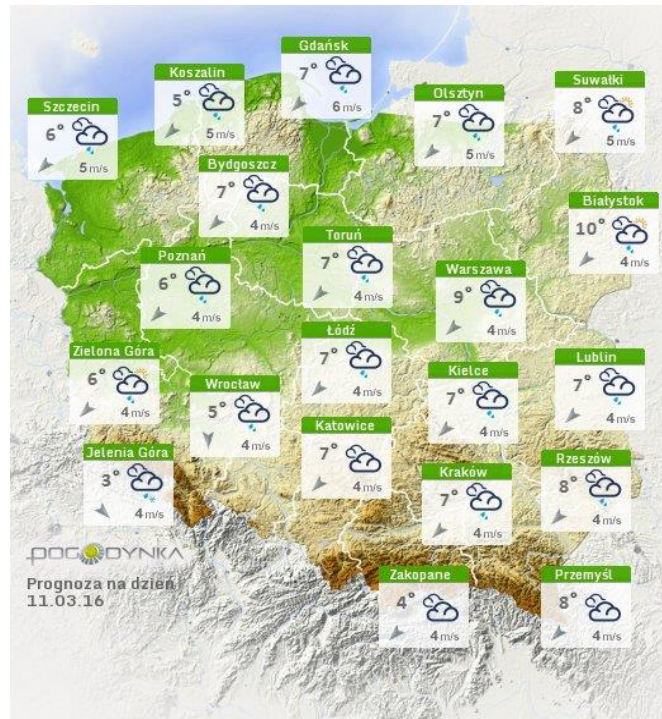 Gdańsk
7°
6 m/s
Koszalin
5°
5 m/s
Suwałki
8°
5 m/s
Olsztyn
7°
5 m/s
Szczecin
6°
5 m/s
Bydgoszcz
7°
4 m/s
Białystok
10°
4 m/s
Toruń
7°
4 m/s
Poznań
6°
4 m/s
Warszawa
9°
4 m/s
Łódź
7°
4 m/s
Zielona Góra
6°
4 m/s
Lublin
7°
4 m/s
Kielce
7°
4 m/s
Wrocław
5°
4 m/s
Katowice
7°
4 m/s
Jelenia Góra
3°
4 m/s
Rzeszów
8°
4 m/s
Kraków
7°
4 m/s
POGODYNKA
Prognoza na dzień
11.03.16
Zakopane
4°
4 m/s
Przemyśl
8°
4 m/s